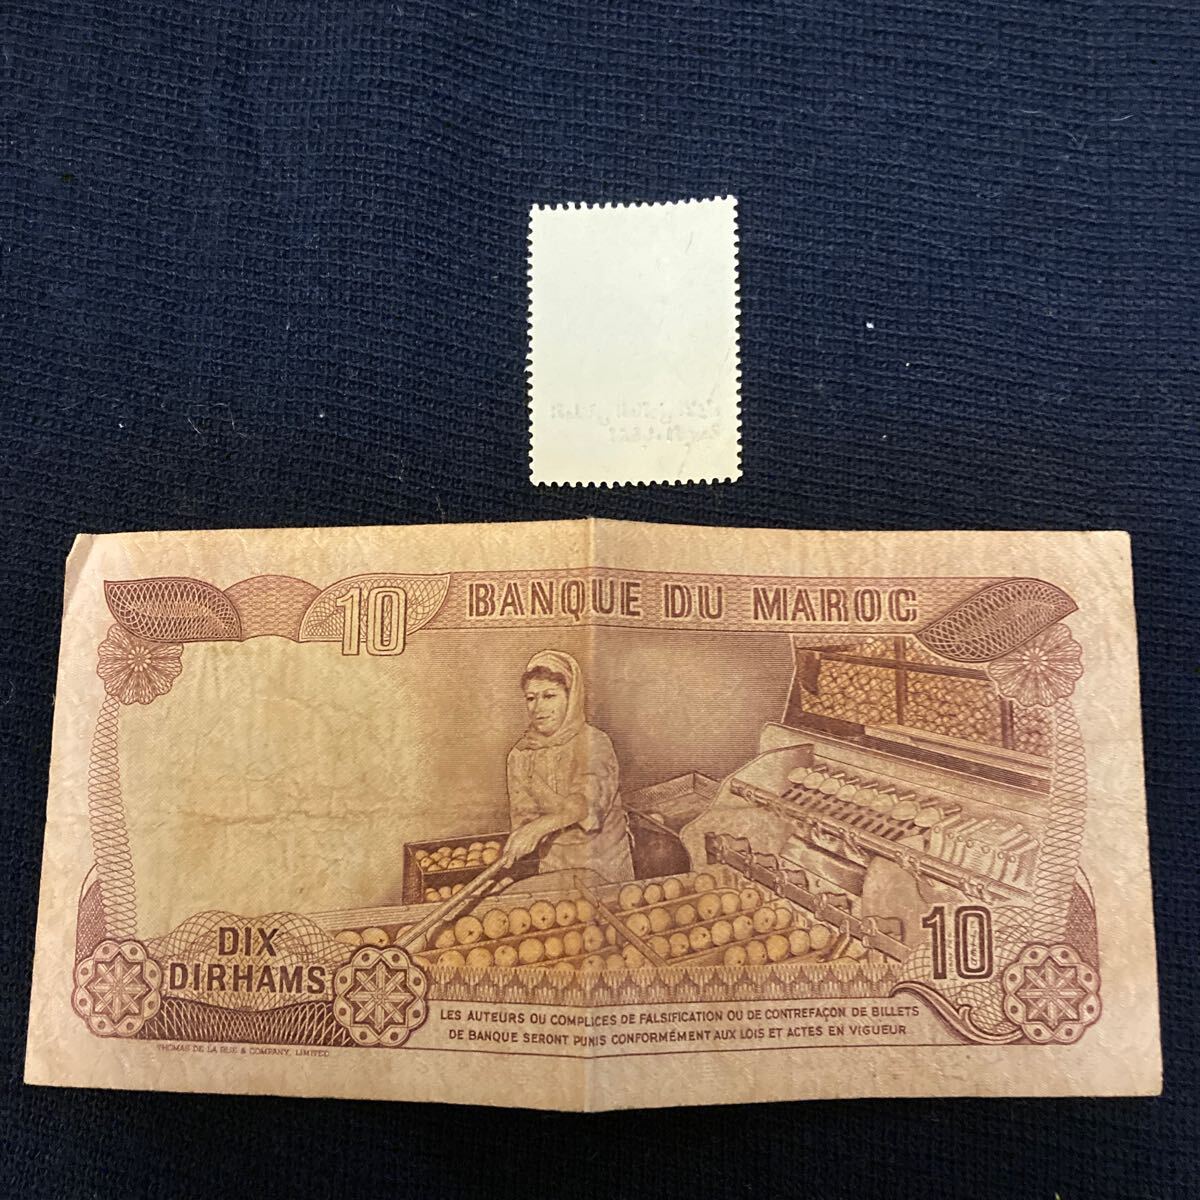 10 BANQUE DU MAROC
DIX
DIRHAMS
10
LES AUTEURS OU COMPLICES DE FALSIFICATION OU DE CONTREFAÇON DE BILLETS
DE BANQUE SERONT PUNIS CONFORMÉMENT AUX LOIS ET ACTES EN VIGUEUR
THOMAS DE LA RUE & COMPANY, LIMITED